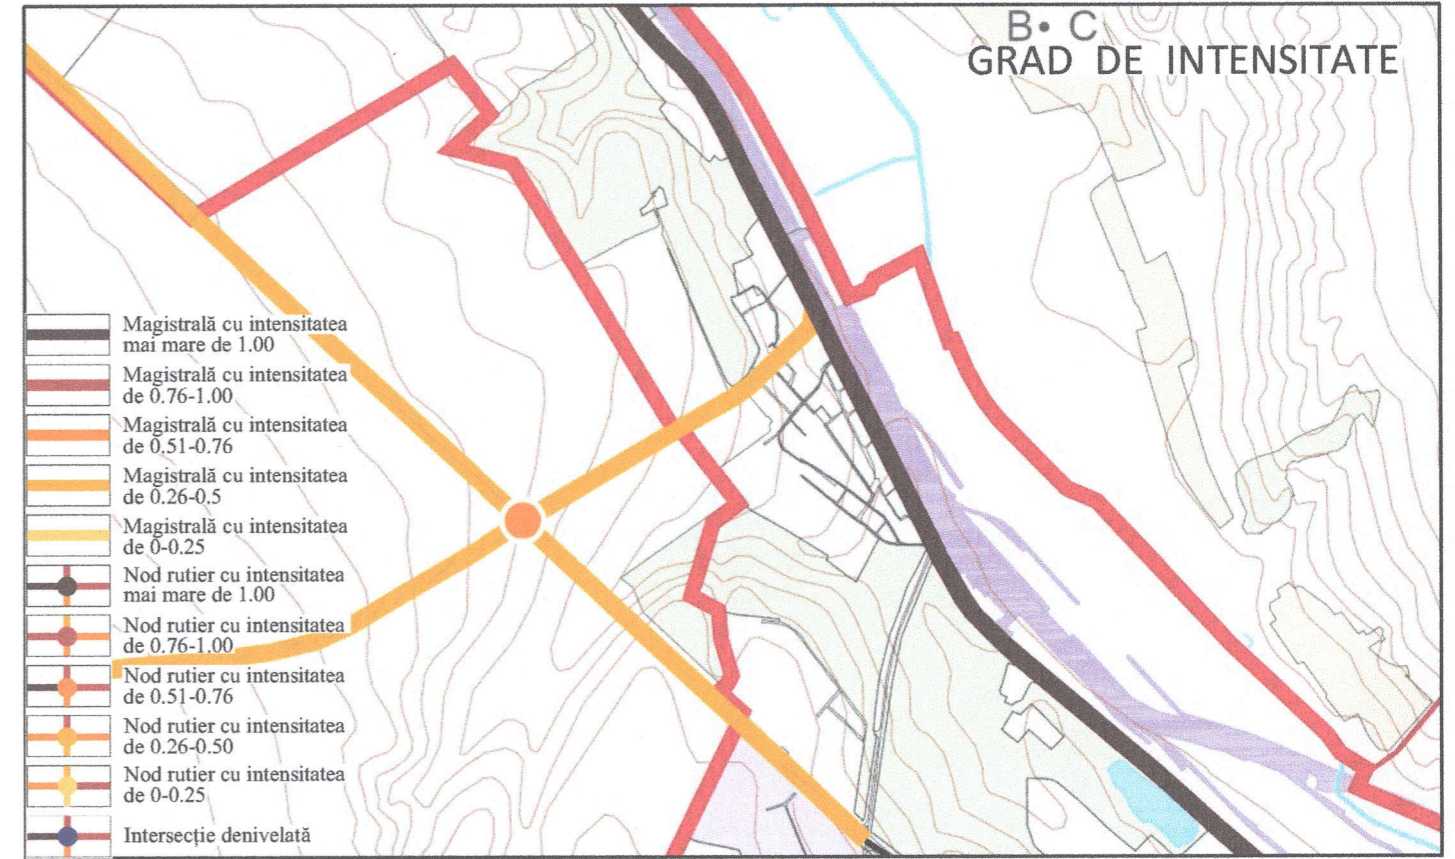 B• C
GRAD DE INTENSITATE
Magistrală cu intensitatea
mai mare de 1.00
Magistrală cu intensitatea
de 0.76-1.00
Magistrală cu intensitatea
de 0.51-0.76
Magistrală cu intensitatea
de 0.26-0.5
Magistrală cu intensitatea
de 0-0.25
Nod rutier cu intensitatea
mai mare de 1.00
Nod rutier cu intensitatea
de 0.76-1.00
Nod rutier cu intensitatea
de 0.51-0.76
Nod rutier cu intensitatea
de 0.26-0.50
Nod rutier cu intensitatea
de 0-0.25
Intersecție denivelată